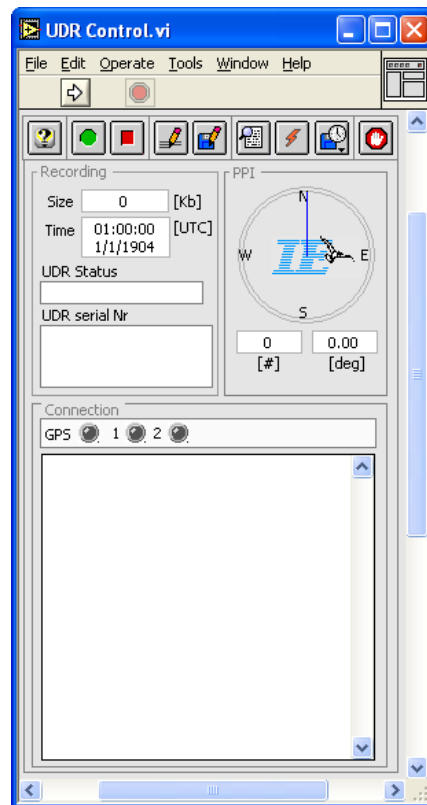 UDR Control.vi
File Edit Operate Tools Window Help
Recording
Size 0 [Kb]
Time 01:00:00 [UTC]
1/1/1904
UDR Status
UDR serial Nr
PPI
N
W IE E
S
0 0.00
[#] [deg]
Connection
GPS 1 2